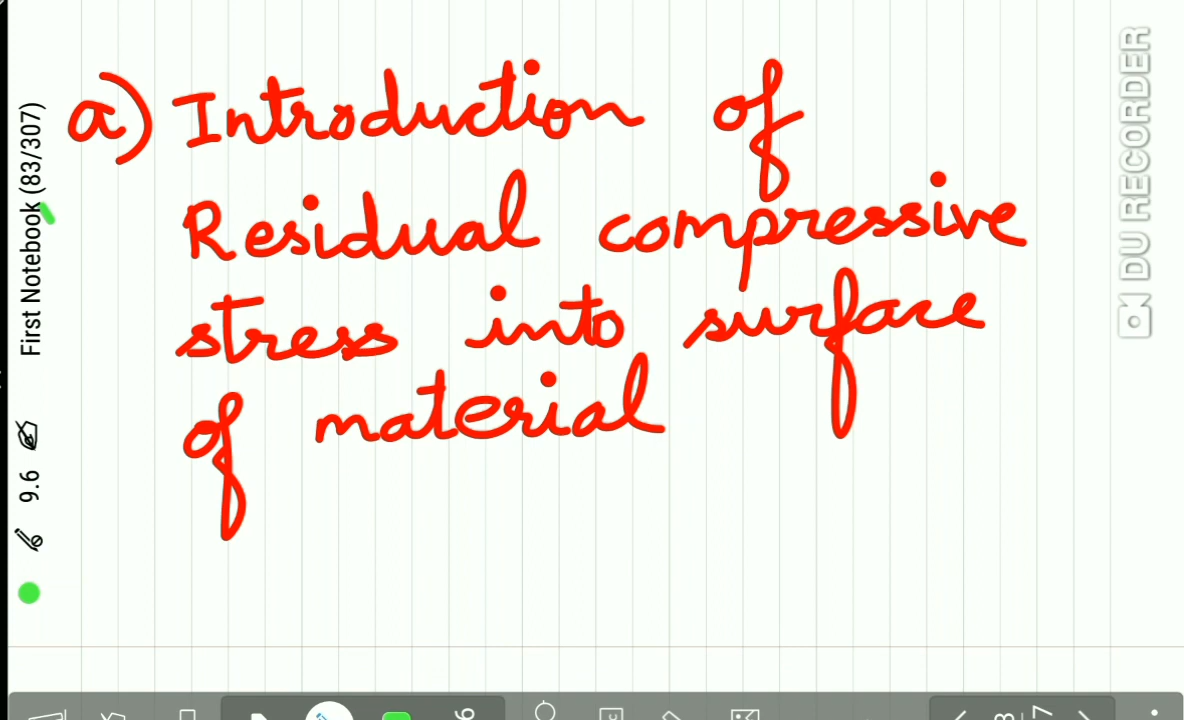 a) Introduction of
Residual compressive
stress into surface
of material
First Notebook (83/307)
9.6
DU RECORDER